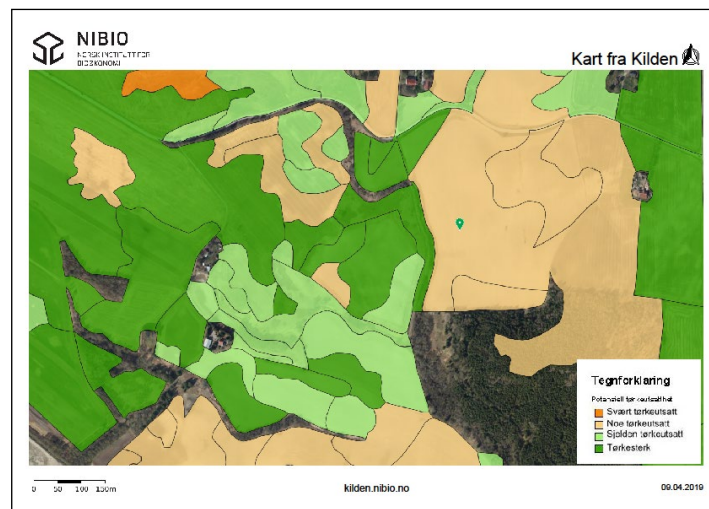 NIBIO
NORSK INSTITUTT FOR
BIOØKONOMI
Kart fra Kilden
Tegnforklaring
Potensiell tørkeutsatthet
Svært tørkeutsatt
Noe tørkeutsatt
Sjelden tørkeutsatt
Tørkesterk
0 50 100 150m
kilden.nibio.no
09.04.2019